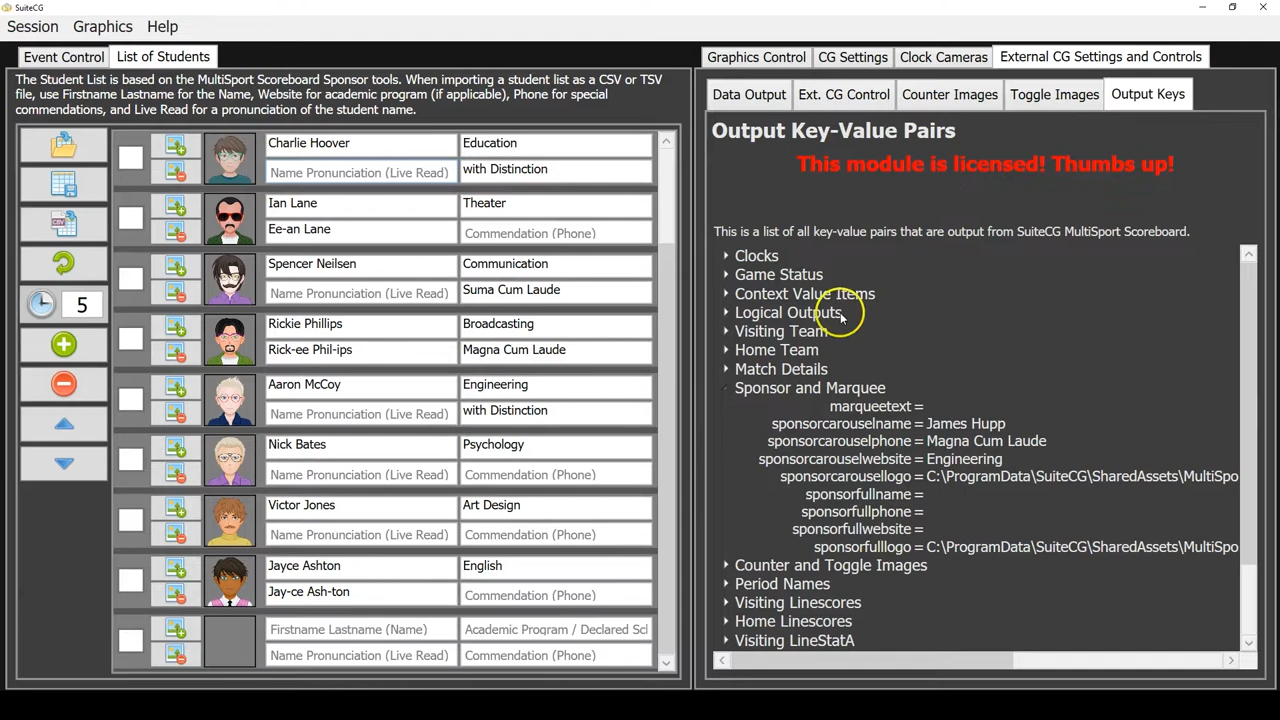 SuiteCG
Session Graphics Help
Event Control List of Students
The Student List is based on the MultiSport Scoreboard Sponsor tools. When importing a student list as a CSV or TSV
file, use Firstname Lastname for the Name, Website for academic program (if applicable), Phone for special
commendations, and Live Read for a pronunciation of the student name.
CSV
5
Charlie Hoover Education
Name Pronunciation (Live Read) with Distinction
Ian Lane Theater
Ee-an Lane Commendation (Phone)
Spencer Neilsen Communication
Name Pronunciation (Live Read) Suma Cum Laude
Rickie Phillips Broadcasting
Rick-ee Phil-ips Magna Cum Laude
Aaron McCoy Engineering
Name Pronunciation (Live Read) with Distinction
Nick Bates Psychology
Name Pronunciation (Live Read) Commendation (Phone)
Victor Jones Art Design
Name Pronunciation (Live Read) Commendation (Phone)
Jayce Ashton English
Jay-ce Ash-ton Commendation (Phone)
Firstname Lastname (Name) Academic Program / Declared Scl
Name Pronunciation (Live Read) Commendation (Phone)
Graphics Control CG Settings Clock Cameras External CG Settings and Controls
Data Output Ext. CG Control Counter Images Toggle Images Output Keys
Output Key-Value Pairs
This module is licensed! Thumbs up!
This is a list of all key-value pairs that are output from SuiteCG MultiSport Scoreboard.
Clocks
Game Status
Context Value Items
Logical Outputs
Visiting Team
Home Team
Match Details
Sponsor and Marquee
marqueetext =
sponsorcarouselname = James Hupp
sponsorcarouselphone = Magna Cum Laude
sponsorcarouselwebsite = Engineering
sponsorcarousellogo = C:\ProgramData\SuiteCG\SharedAssets\MultiSpo
sponsorfullname =
sponsorfullphone =
sponsorfullwebsite =
sponsorfulllogo = C:\ProgramData\SuiteCG\SharedAssets\MultiSpo
Counter and Toggle Images
Period Names
Visiting Linescores
Home Linescores
Visiting LineStatA